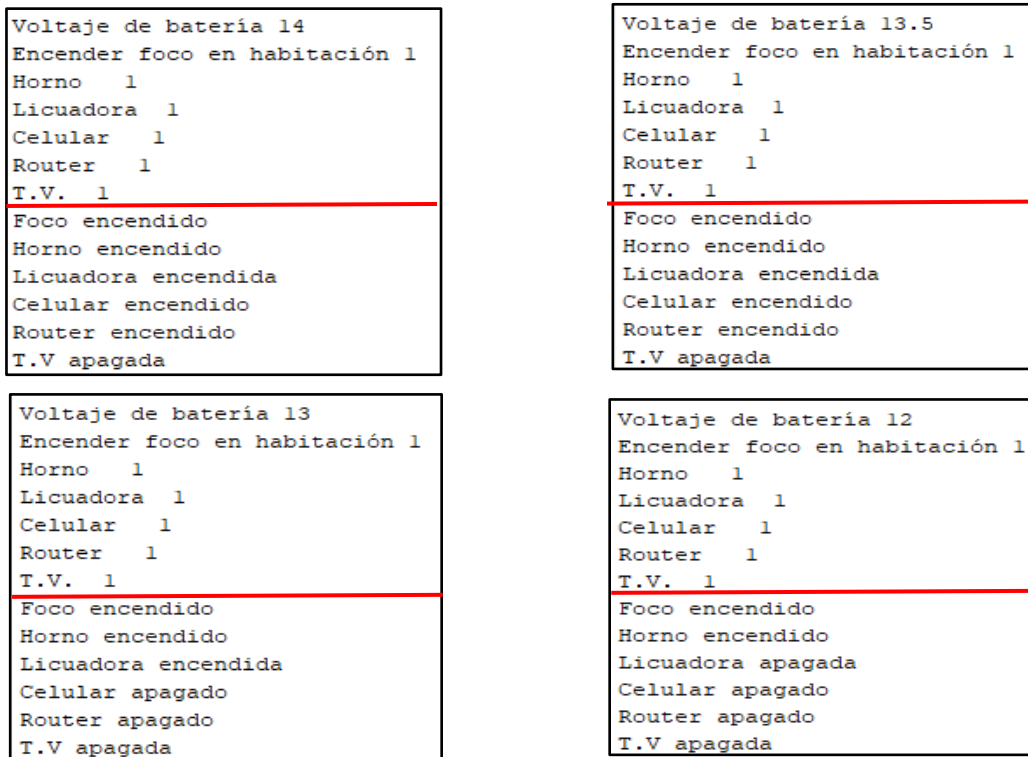 Voltaje de batería 14
Encender foco en habitación 1
Horno 1
Licuadora 1
Celular 1
Router 1
T.V. 1
Foco encendido
Horno encendido
Licuadora encendida
Celular encendido
Router encendido
T.V apagada
Voltaje de batería 13.5
Encender foco en habitación 1
Horno 1
Licuadora 1
Celular 1
Router 1
T.V. 1
Foco encendido
Horno encendido
Licuadora encendida
Celular encendido
Router encendido
T.V apagada
Voltaje de batería 13
Encender foco en habitación 1
Horno 1
Licuadora 1
Celular 1
Router 1
T.V. 1
Foco encendido
Horno encendido
Licuadora encendida
Celular apagado
Router apagado
T.V apagada
Voltaje de batería 12
Encender foco en habitación 1
Horno 1
Licuadora 1
Celular 1
Router 1
T.V. 1
Foco encendido
Horno encendido
Licuadora apagada
Celular apagado
Router apagado
T.V apagada